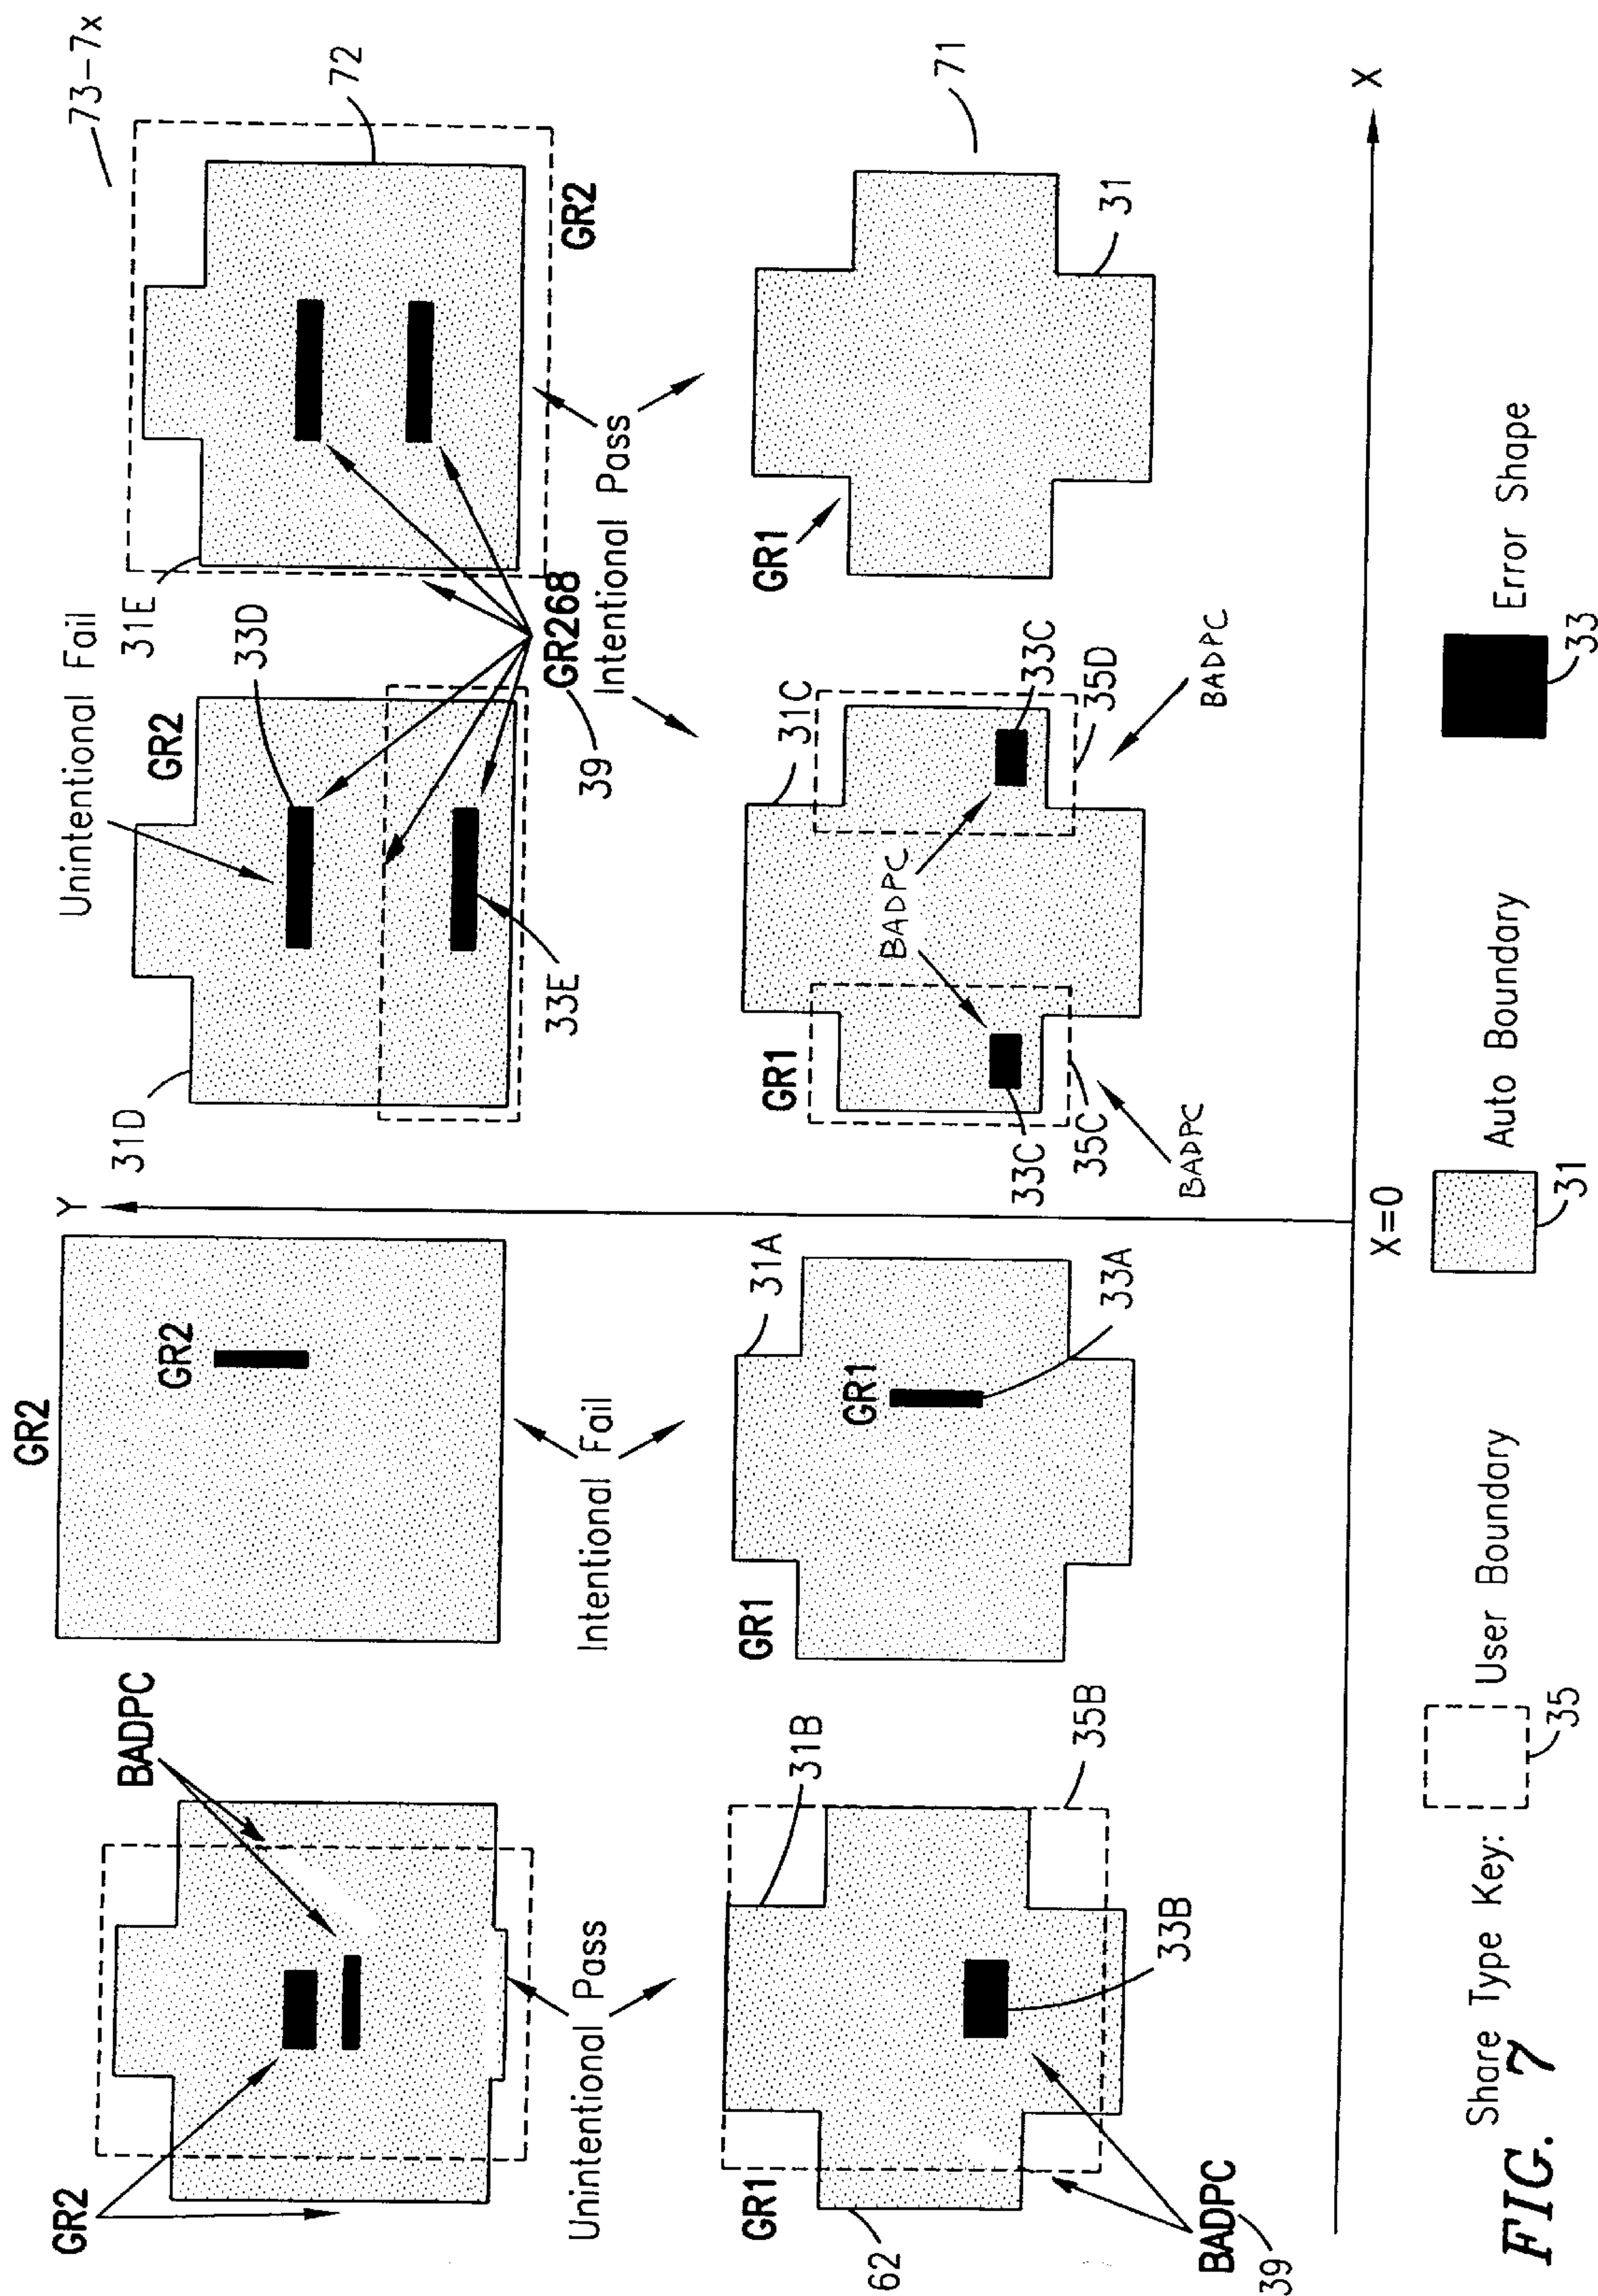 GR2
BADPC
GR2
GR2
Y
Unintentional Fail
31D
31E
33D
GR2
73-7x
72
GR2
33E
GR268
39
Unintentional Pass
Intentional Fail
Intentional Pass
GR1
31B
GR1
31A
GR1
GR1
31C
BADPC
GR1
71
62
35B
33B
33A
33C
35C
33C
35D
31
BADPC
39
BADPC
BADPC
X=0
X
Share Type Key:
User Boundary
35
Auto Boundary
31
Error Shape
33
FIG. 7